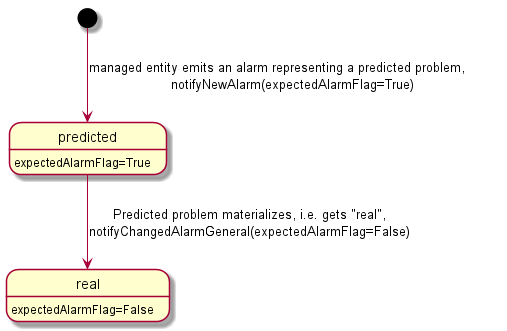 managed entity emits an alarm representing a predicted problem,
notifyNewAlarm(expectedAlarmFlag=True)
predicted
expectedAlarmFlag=True
Predicted problem materializes, i.e. gets "real",
notifyChangedAlarmGeneral(expectedAlarmFlag=False)
real
expectedAlarmFlag=False